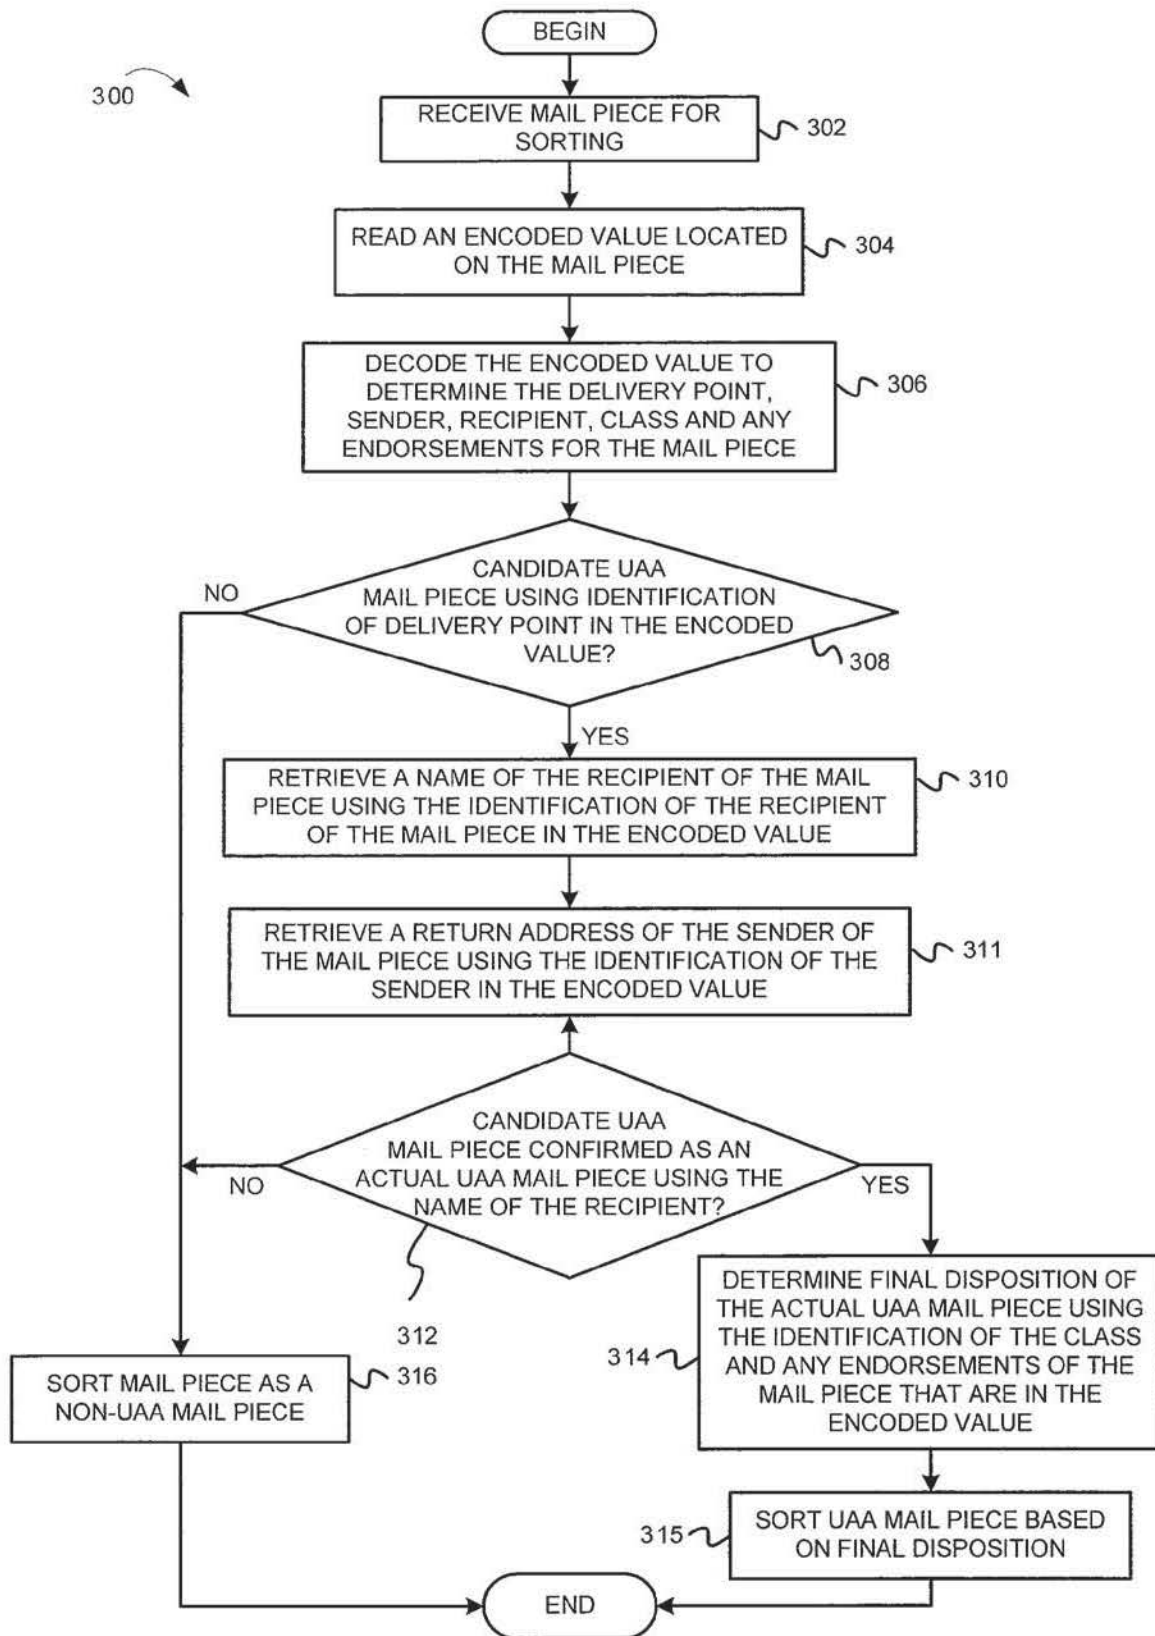 BEGIN
300
RECEIVE MAIL PIECE FOR
SORTING
302
READ AN ENCODED VALUE LOCATED
ON THE MAIL PIECE
304
DECODE THE ENCODED VALUE TO
DETERMINE THE DELIVERY POINT,
SENDER, RECIPIENT, CLASS AND ANY
ENDORSEMENTS FOR THE MAIL PIECE
306
CANDIDATE UAA
MAIL PIECE USING IDENTIFICATION
OF DELIVERY POINT IN THE ENCODED
VALUE?
308
NO
YES
RETRIEVE A NAME OF THE RECIPIENT OF THE MAIL
PIECE USING THE IDENTIFICATION OF THE RECIPIENT
OF THE MAIL PIECE IN THE ENCODED VALUE
310
RETRIEVE A RETURN ADDRESS OF THE SENDER OF
THE MAIL PIECE USING THE IDENTIFICATION OF THE
SENDER IN THE ENCODED VALUE
311
CANDIDATE UAA
MAIL PIECE CONFIRMED AS AN
ACTUAL UAA MAIL PIECE USING THE
NAME OF THE RECIPIENT?
NO
YES
312
DETERMINE FINAL DISPOSITION OF
THE ACTUAL UAA MAIL PIECE USING
THE IDENTIFICATION OF THE CLASS
AND ANY ENDORSEMENTS OF THE
MAIL PIECE THAT ARE IN THE
ENCODED VALUE
314
SORT MAIL PIECE AS A
NON-UAA MAIL PIECE
316
SORT UAA MAIL PIECE BASED
ON FINAL DISPOSITION
315
END